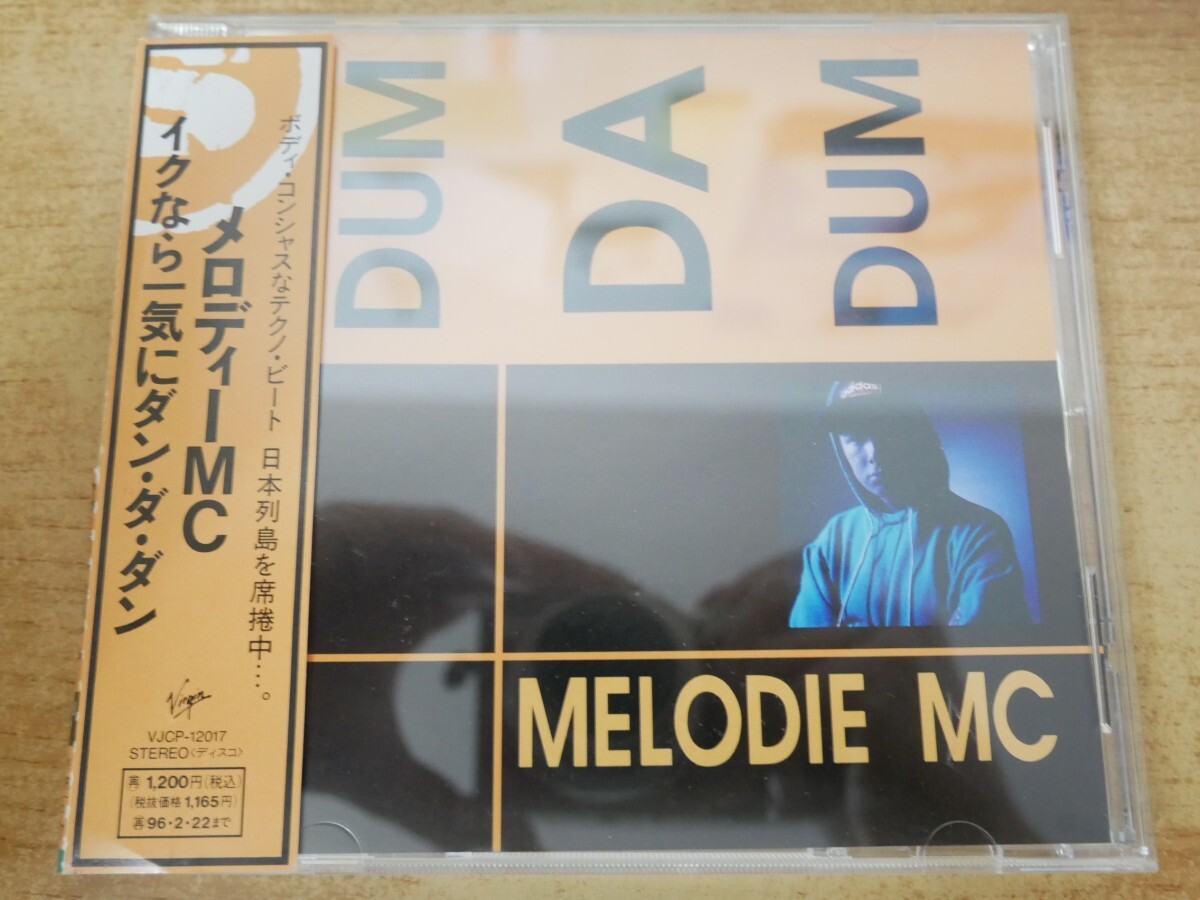 ボディ・コンシャスなテクノ・ビート 日本列島を席捲中…。
メロディーMC
イクなら一気にダン・ダ・ダン
Virgin
VJCP-12017
STEREO〈ディスコ〉
再 1,200円(税込)
(税抜価格 1,165円)
再 96・2・22まで
DUM
DA
DUM
adidas
MELODIE MC